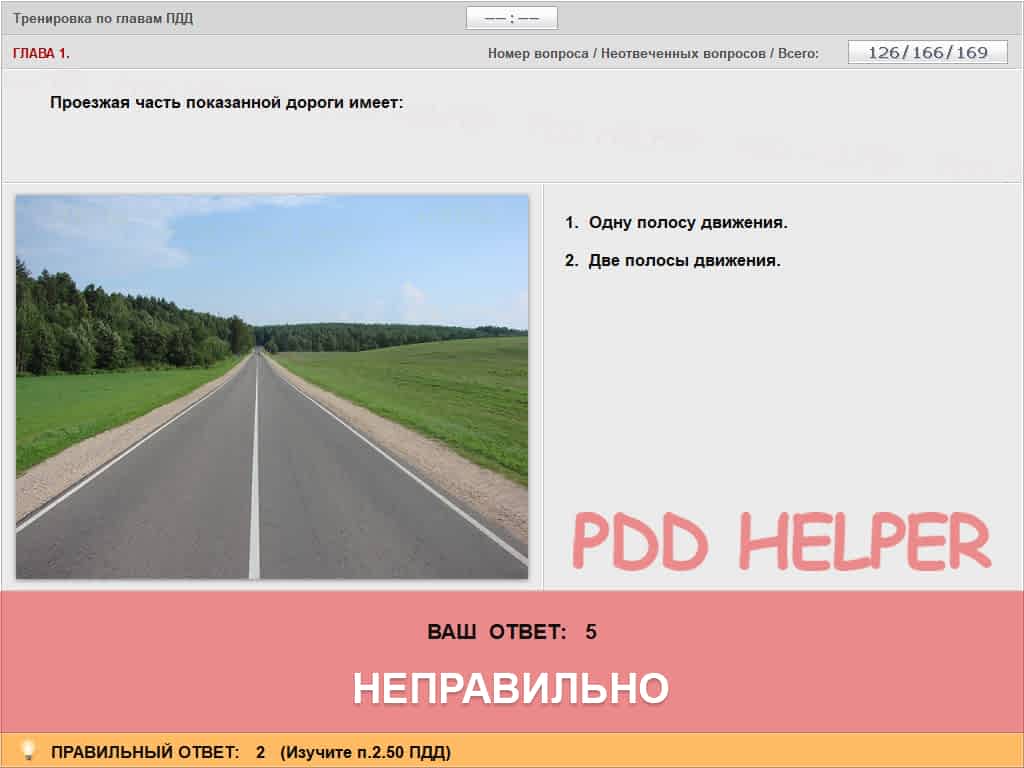 Тренировка по главам ПДД
—— : ——
ГЛАВА 1.
Номер вопроса / Неотвеченных вопросов / Всего:
126/166/169
Проезжая часть показанной дороги имеет:
1. Одну полосу движения.
2. Две полосы движения.
PDD HELPER
ВАШ ОТВЕТ: 5
НЕПРАВИЛЬНО
ПРАВИЛЬНЫЙ ОТВЕТ: 2 (Изучите п.2.50 ПДД)